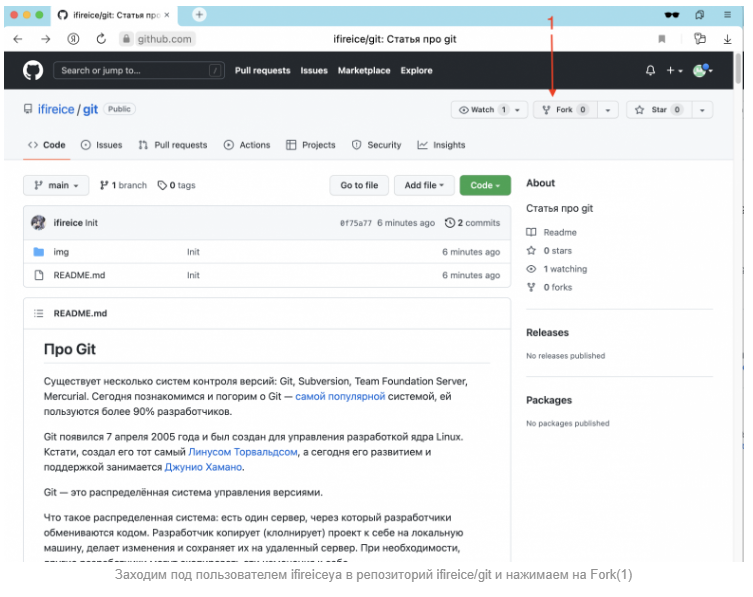 ifireice/git: Статья про
1
github.com ifireice/git: Статья про git
Search or jump to... / Pull requests Issues Marketplace Explore
ifireice / git Public Watch 1 Fork 0 Star 0
Code Issues Pull requests Actions Projects Security Insights
main 1 branch 0 tags Go to file Add file Code
ifireice Init 0f75a77 6 minutes ago 2 commits
img Init 6 minutes ago
README.md Init 6 minutes ago
README.md
Про Git
Существует несколько систем контроля версий: Git, Subversion, Team Foundation Server,
Mercurial. Сегодня познакомимся и погорим о Git — самой популярной системой, ей
пользуются более 90% разработчиков.
Git появился 7 апреля 2005 года и был создан для управления разработкой ядра Linux.
Кстати, создал его тот самый Линусом Торвальдсом, а сегодня его развитием и
поддержкой занимается Джунио Хамано.
Git — это распределённая система управления версиями.
Что такое распределенная система: есть один сервер, через который разработчики
обмениваются кодом. Разработчик копирует (клолнирует) проект к себе на локальную
машину, делает изменения и сохраняет их на удаленный сервер. При необходимости,
About
Статья про git
Readme
0 stars
1 watching
0 forks
Releases
No releases published
Packages
No packages published
Заходим под пользователем ifireiceya в репозиторий ifireice/git и нажимаем на Fork(1)